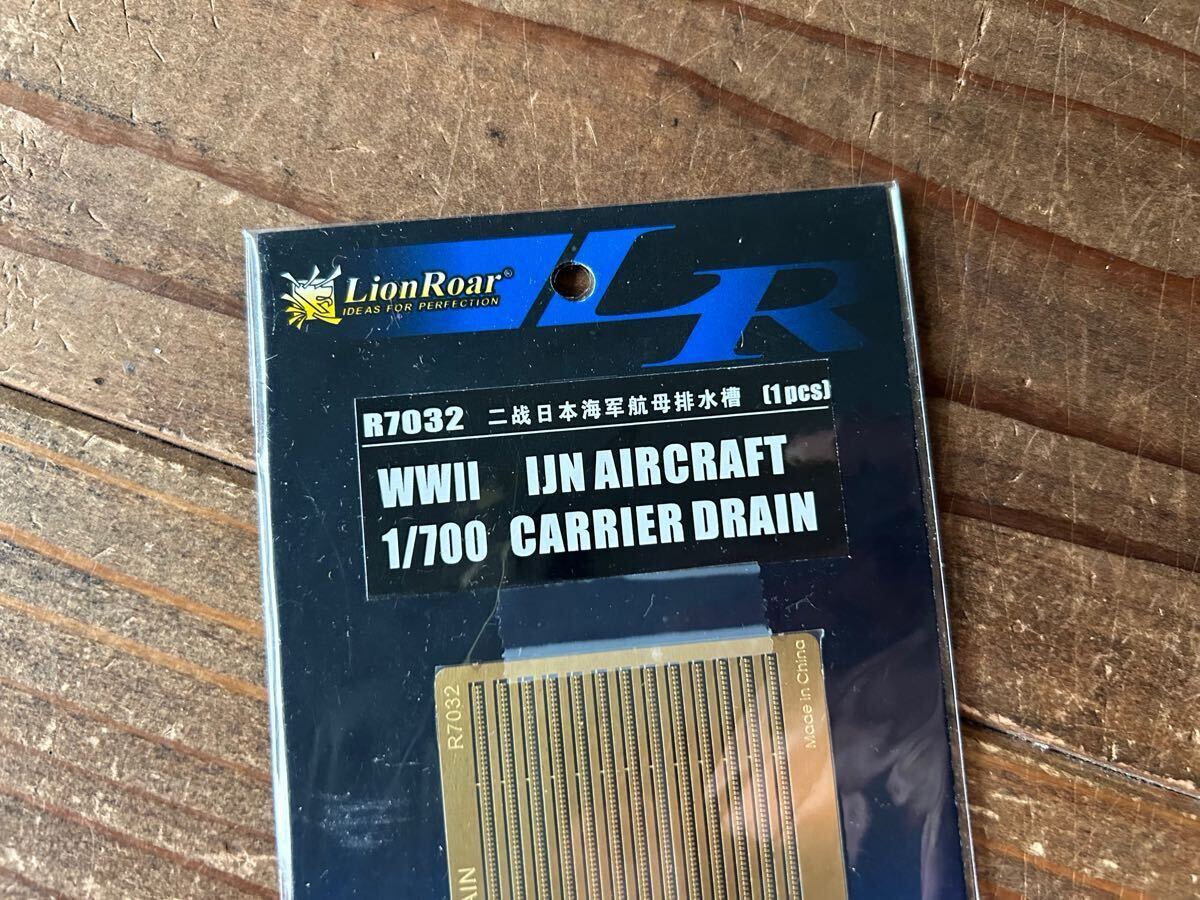 LionRoar®
IDEAS FOR PERFECTION
LR
R7032 二战日本海军航母排水槽 (1pcs)
WWII IJN AIRCRAFT
1/700 CARRIER DRAIN
R7032
Made in China